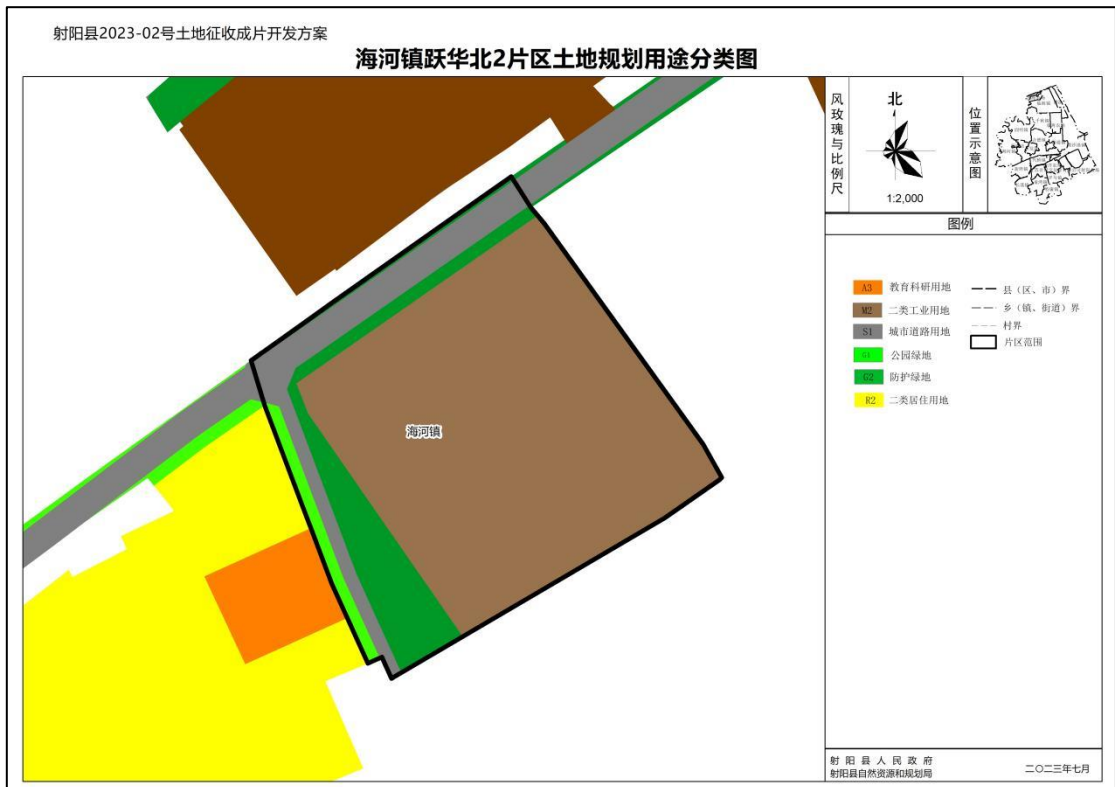 射阳县2023-02号土地征收成片开发方案
海河镇跃华北2片区土地规划用途分类图
风玫瑰与比例尺
北
1:2,000
位置示意图
图例
A3 教育科研用地
M2 二类工业用地
S1 城市道路用地
G1 公园绿地
G2 防护绿地
R2 二类居住用地
县（区、市）界
乡（镇、街道）界
村界
片区范围
海河镇
射阳县人民政府
射阳县自然资源和规划局
二〇二三年七月